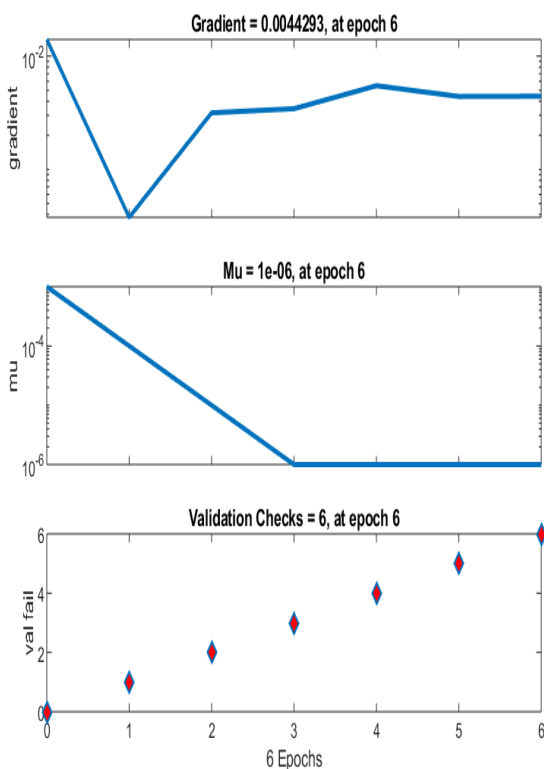 Gradient = 0.0044293, at epoch 6
10^-2
gradient
Mu = 1e-06, at epoch 6
10^-4
mu
10^-6
Validation Checks = 6, at epoch 6
6
4
val fail
2
0
0 1 2 3 4 5 6
6 Epochs